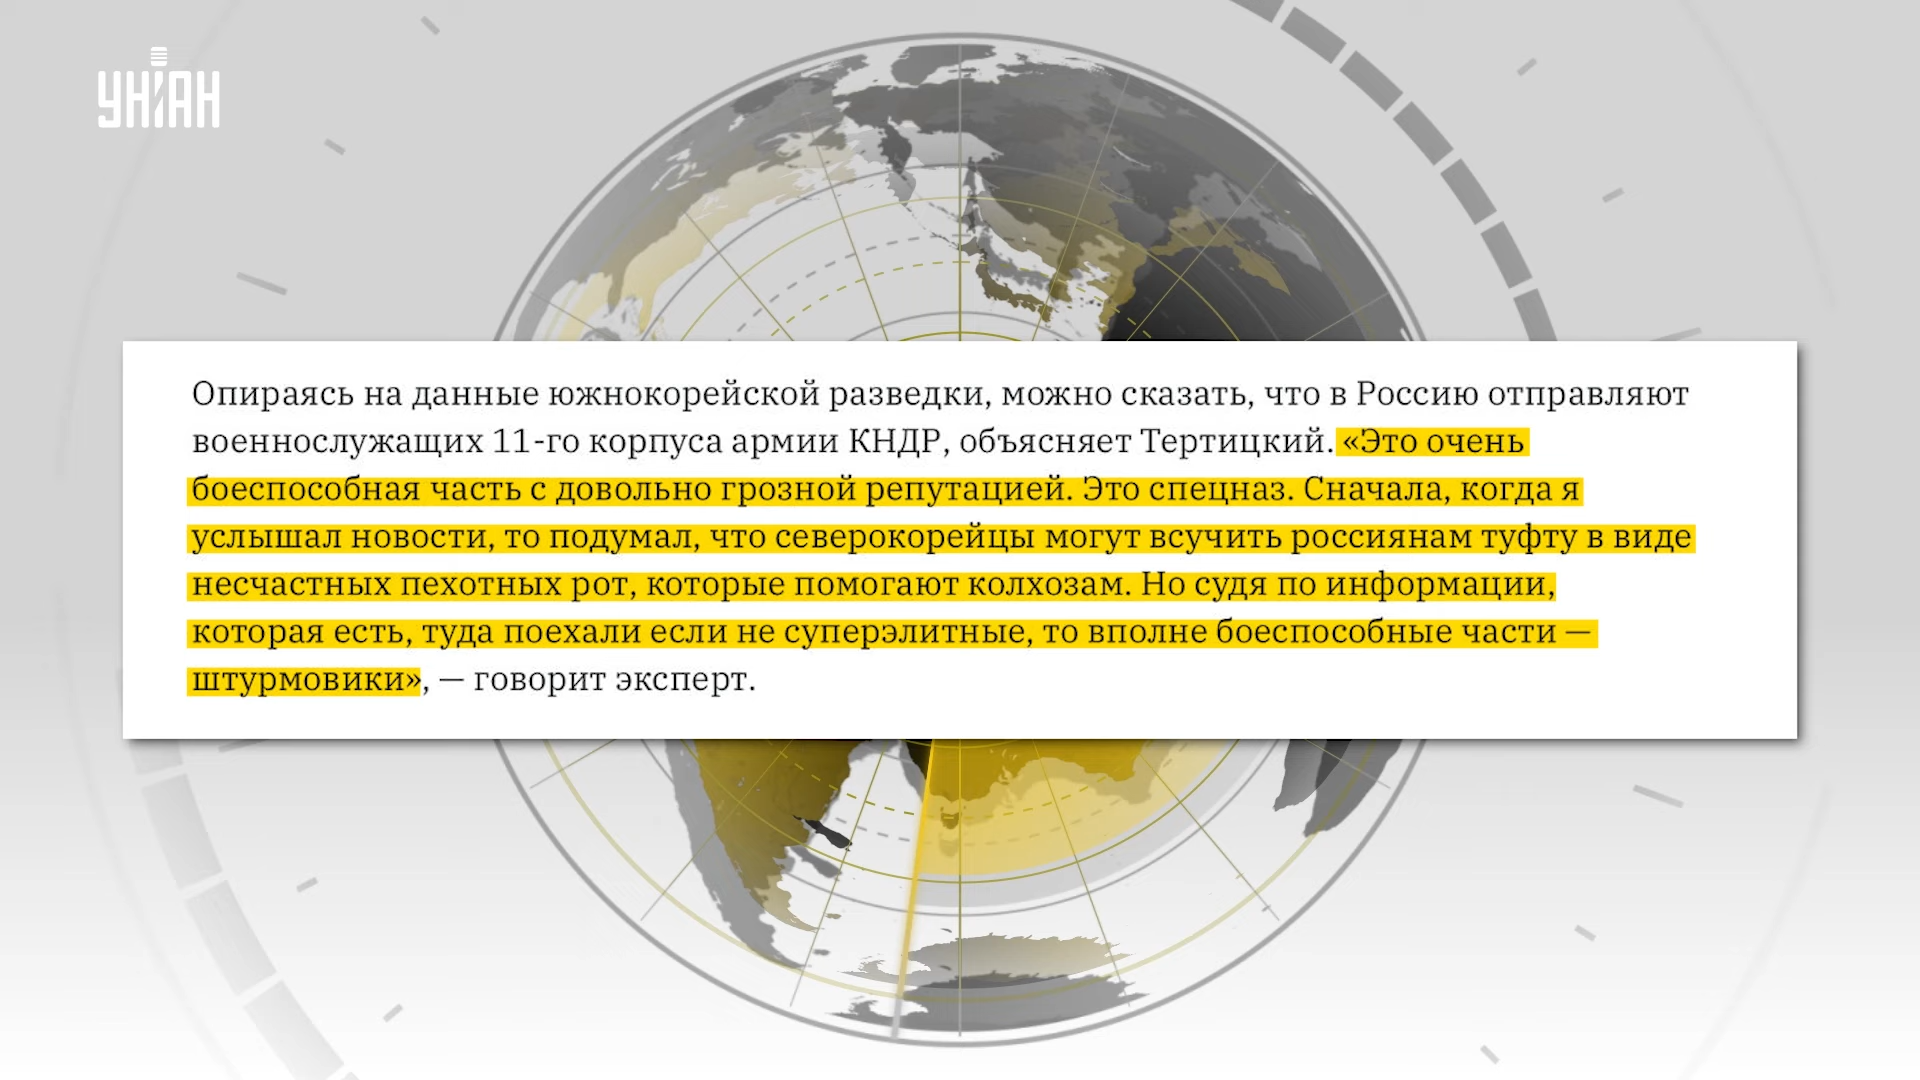 УНІАН
Опираясь на данные южнокорейской разведки, можно сказать, что в Россию отправляют
военнослужащих 11-го корпуса армии КНДР, объясняет Тертицкий. «Это очень
боеспособная часть с довольно грозной репутацией. Это спецназ. Сначала, когда я
услышал новости, то подумал, что северокорейцы могут всучить россиянам туфту в виде
несчастных пехотных рот, которые помогают колхозам. Но судя по информации,
которая есть, туда поехали если не суперэлитные, то вполне боеспособные части —
штурмовики», — говорит эксперт.